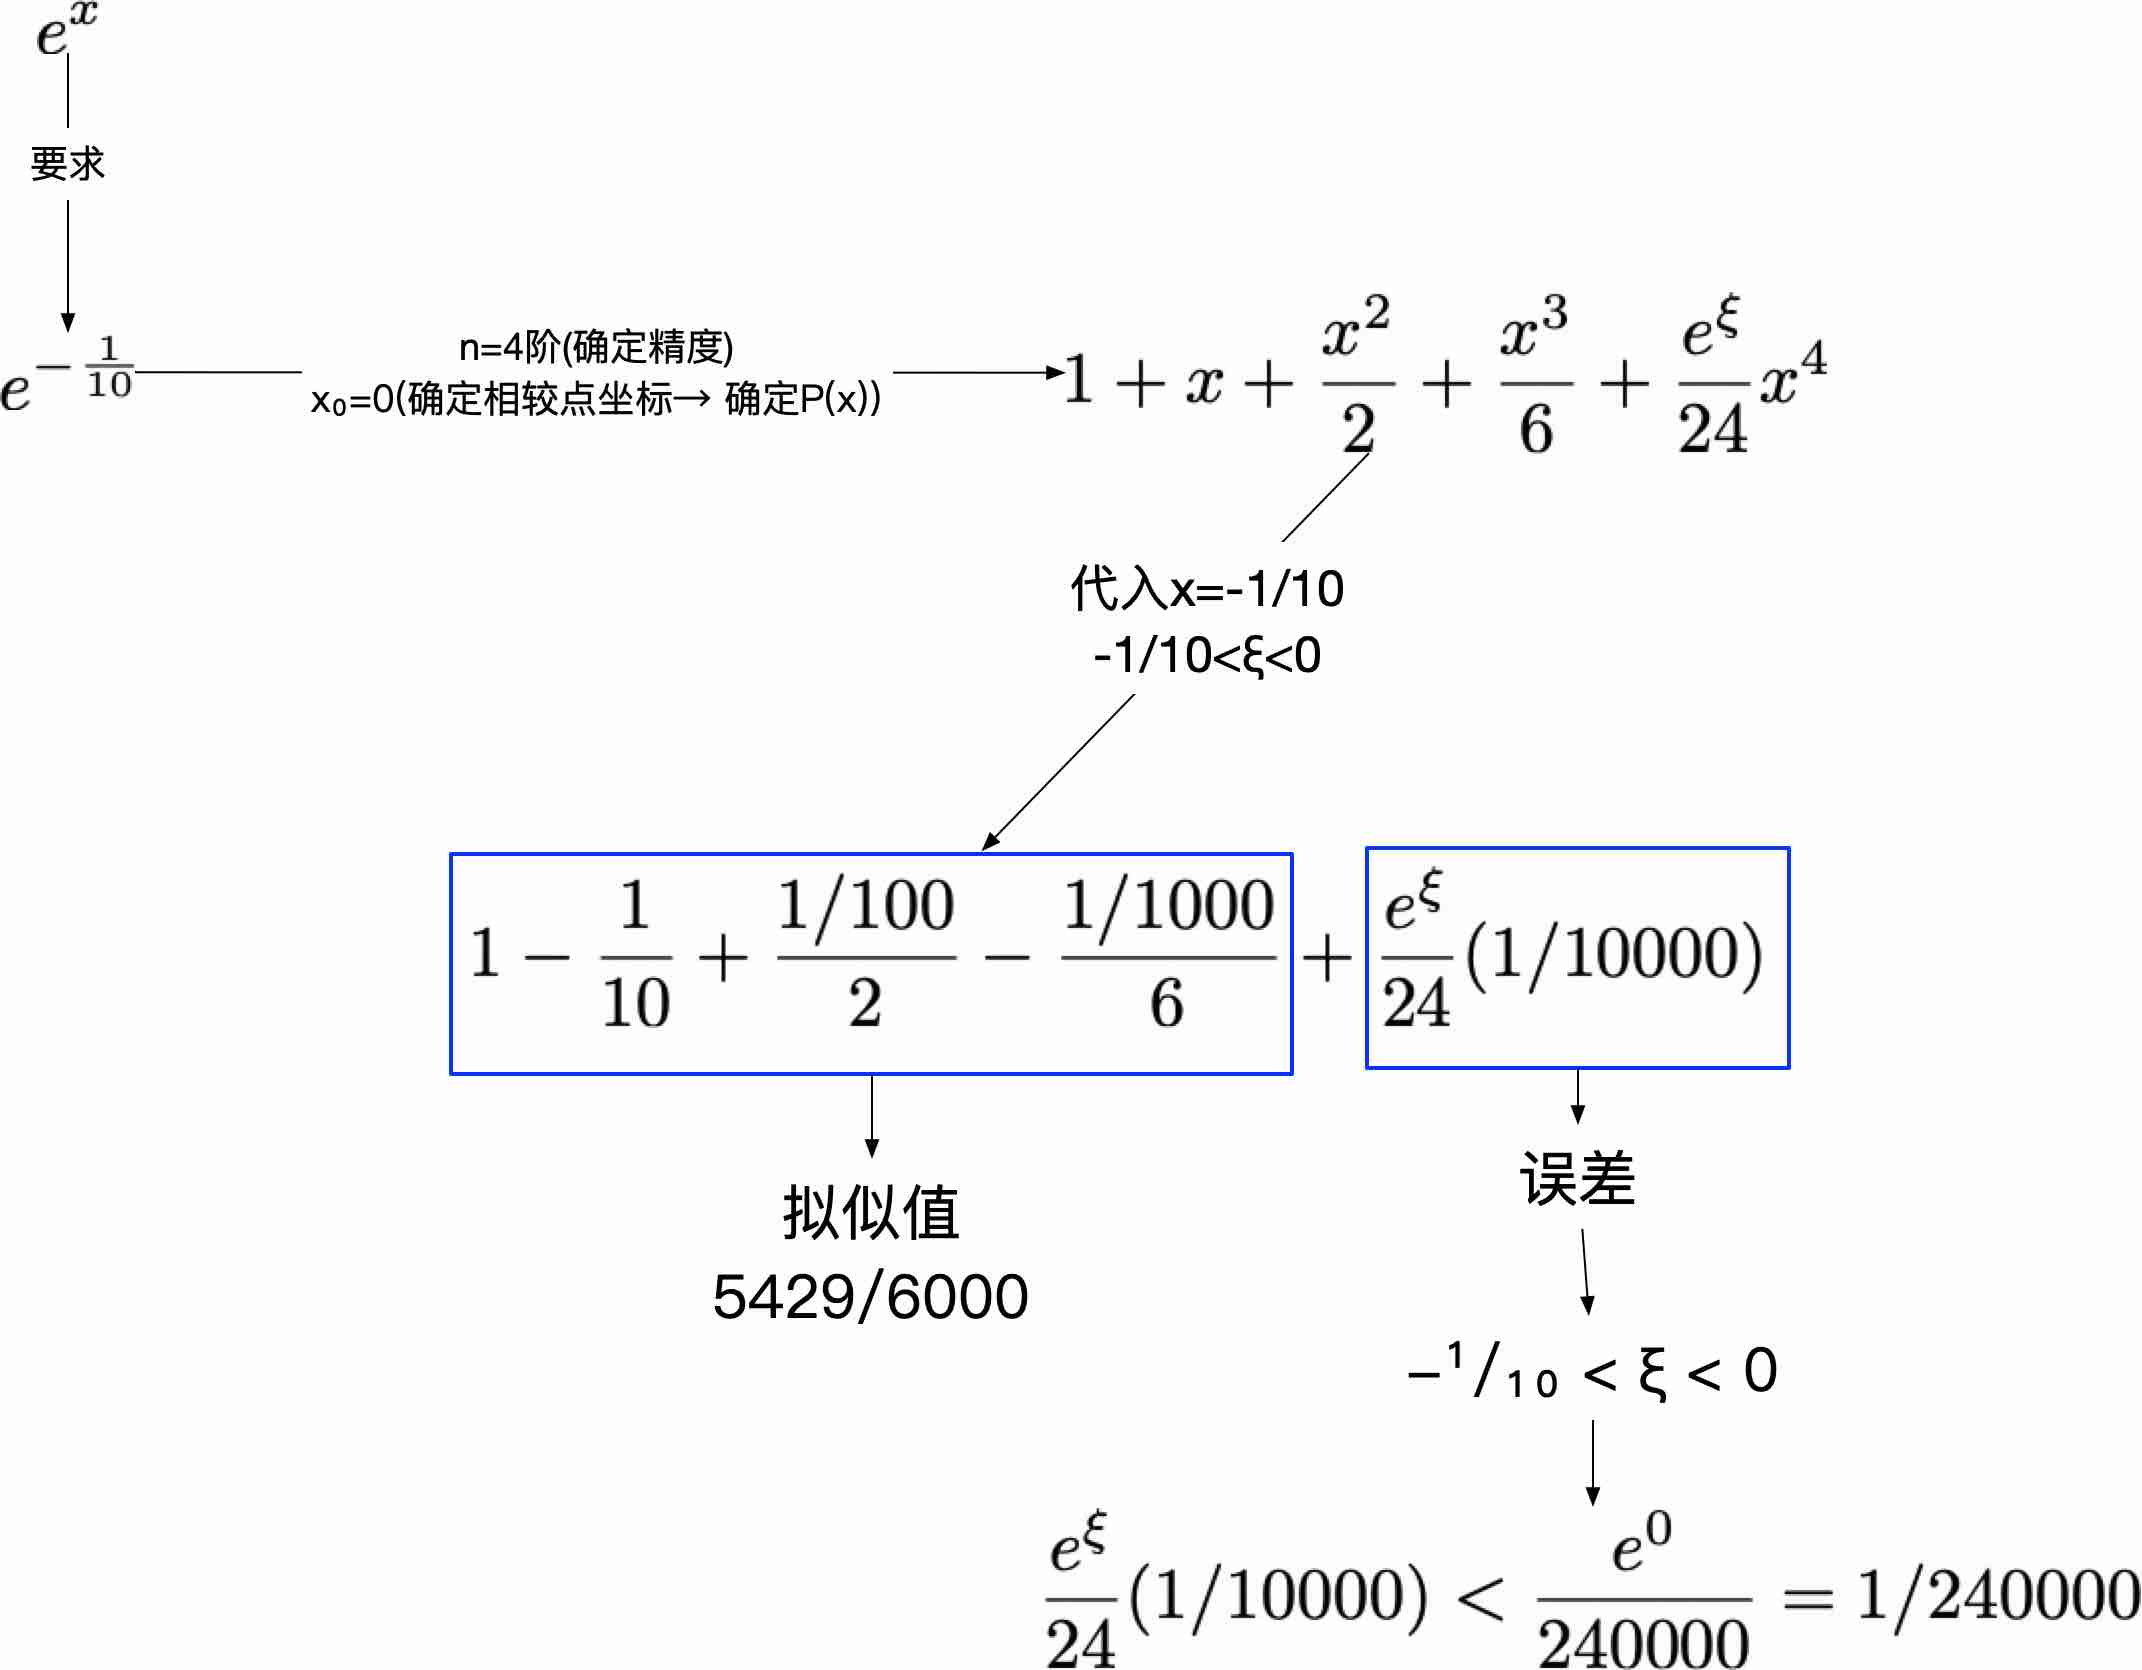 e^x
要求
e^{-\frac{1}{10}}
n=4阶(确定精度)
x₀=0(确定相较点坐标→ 确定P(x))
1 + x + \frac{x^2}{2} + \frac{x^3}{6} + \frac{e^ξ}{24}x^4
代入x=-1/10
-1/10<ξ<0
1 - \frac{1}{10} + \frac{1/100}{2} - \frac{1/1000}{6} + \frac{e^ξ}{24}(1/10000)
拟似值
5429/6000
误差
−¹/₁₀ < ξ < 0
\frac{e^ξ}{24}(1/10000) < \frac{e^0}{240000} = 1/240000